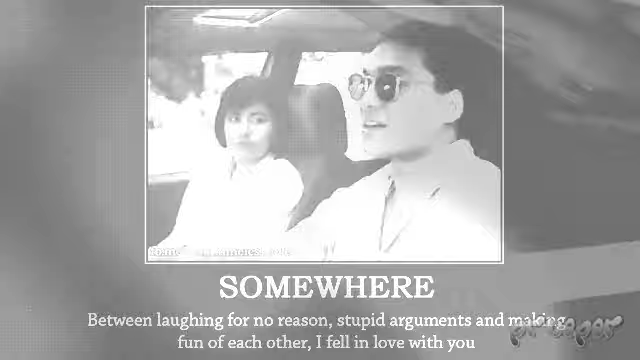 SOMEWHERE
Between laughing for no reason, stupid arguments and making
fun of each other, I fell in love with you